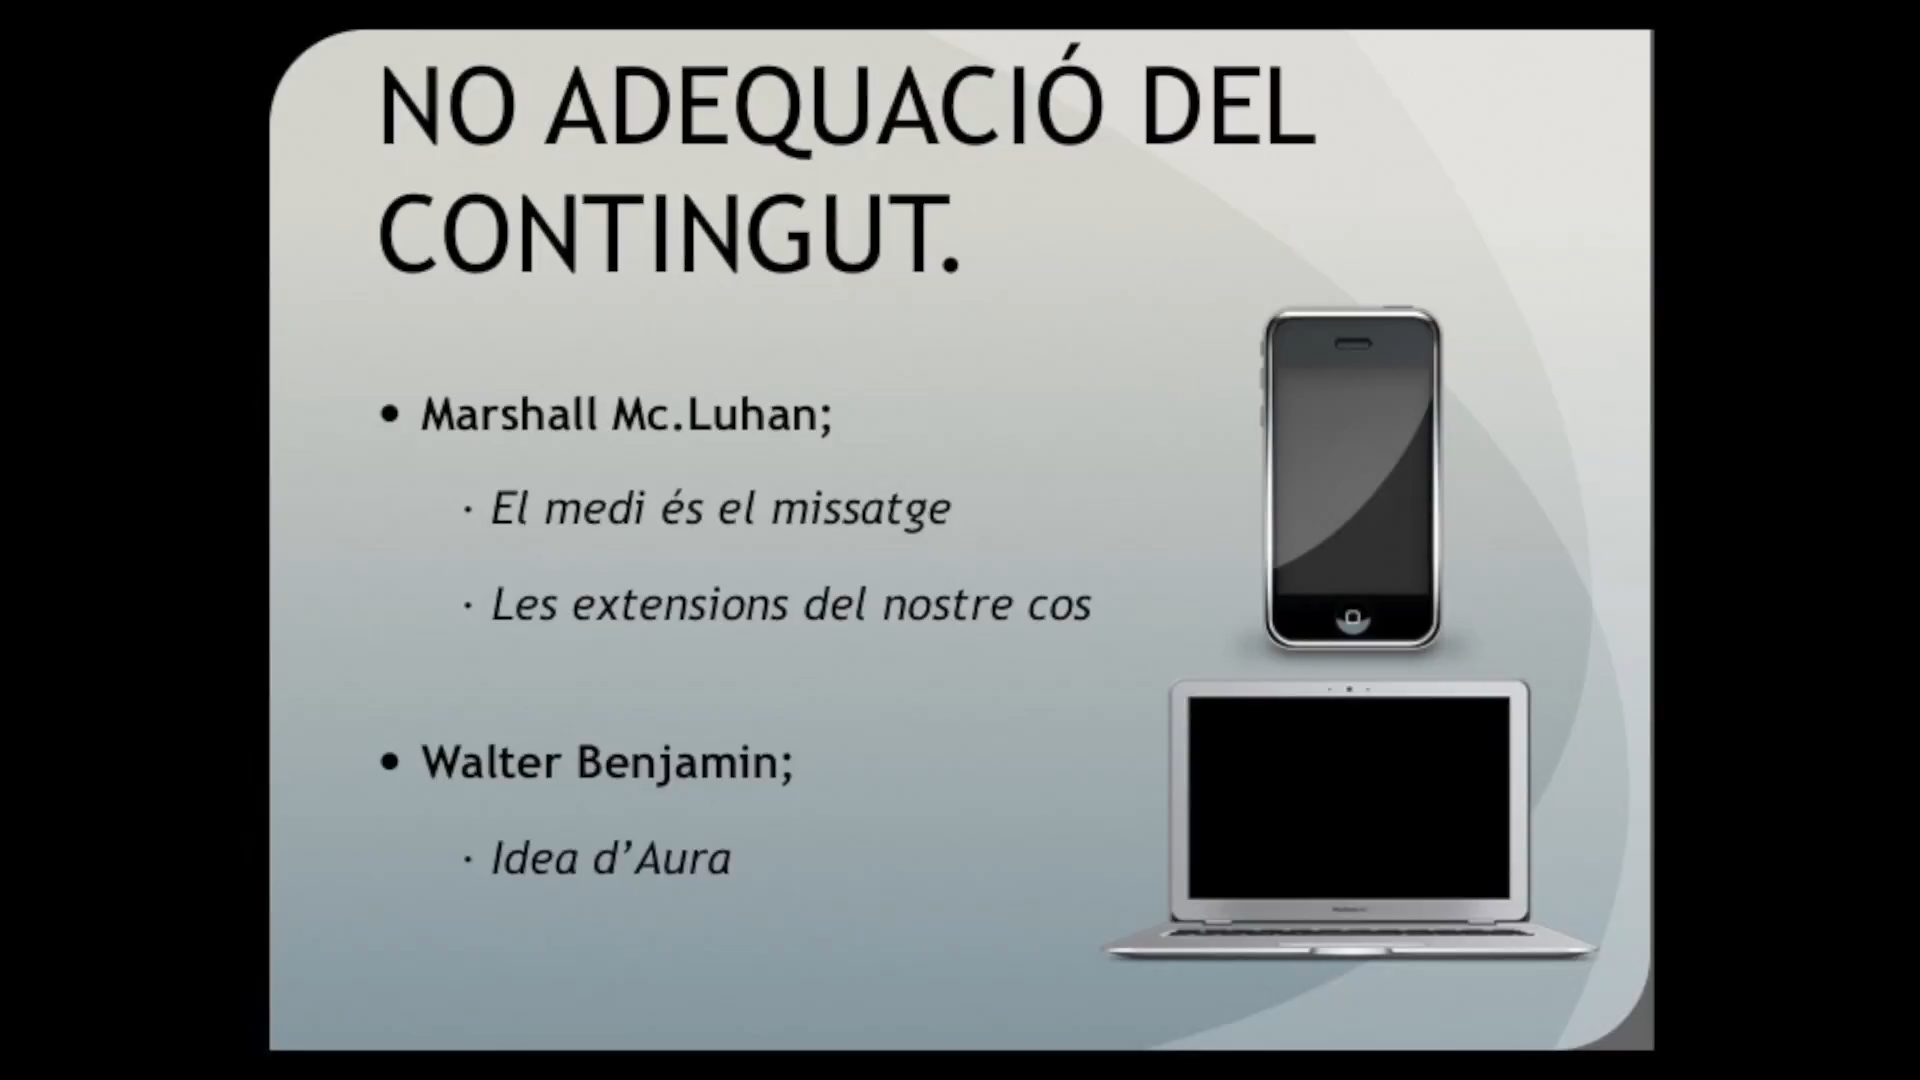 NO ADEQUACIÓ DEL
CONTINGUT.
• Marshall Mc.Luhan;
· El medi és el missatge
· Les extensions del nostre cos
• Walter Benjamin;
· Idea d’Aura